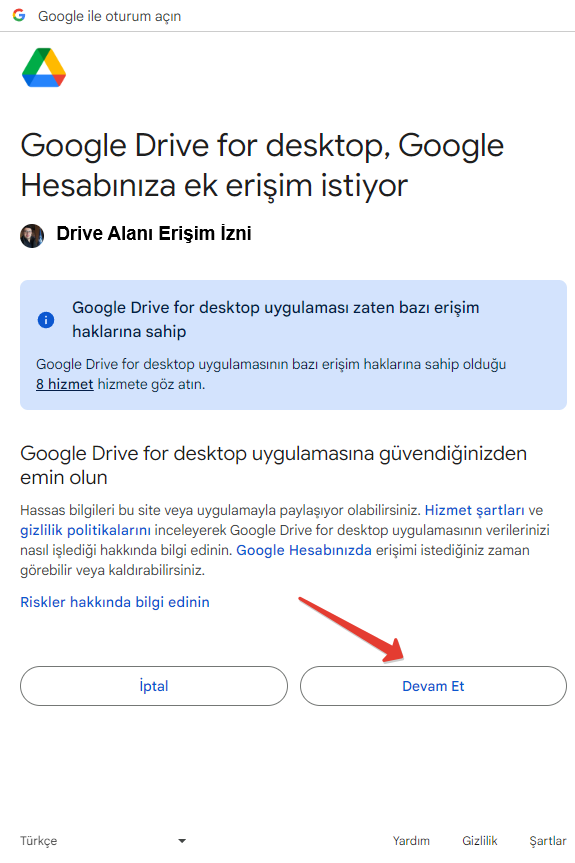 Google ile oturum açın
Google Drive for desktop, Google
Hesabınıza ek erişim istiyor
Drive Alanı Erişim İzni
Google Drive for desktop uygulaması zaten bazı erişim
haklarına sahip
Google Drive for desktop uygulamasının bazı erişim haklarına sahip olduğu
8 hizmet hizmete göz atın.
Google Drive for desktop uygulamasına güvendiğinizden
emin olun
Hassas bilgileri bu site veya uygulamayla paylaşıyor olabilirsiniz. Hizmet şartları ve
gizlilik politikalarını inceleyerek Google Drive for desktop uygulamasının verilerinizi
nasıl işlediği hakkında bilgi edinin. Google Hesabınızda erişimi istediğiniz zaman
görebilir veya kaldırabilirsiniz.
Riskler hakkında bilgi edinin
İptal
Devam Et
Türkçe
Yardım
Gizlilik
Şartlar